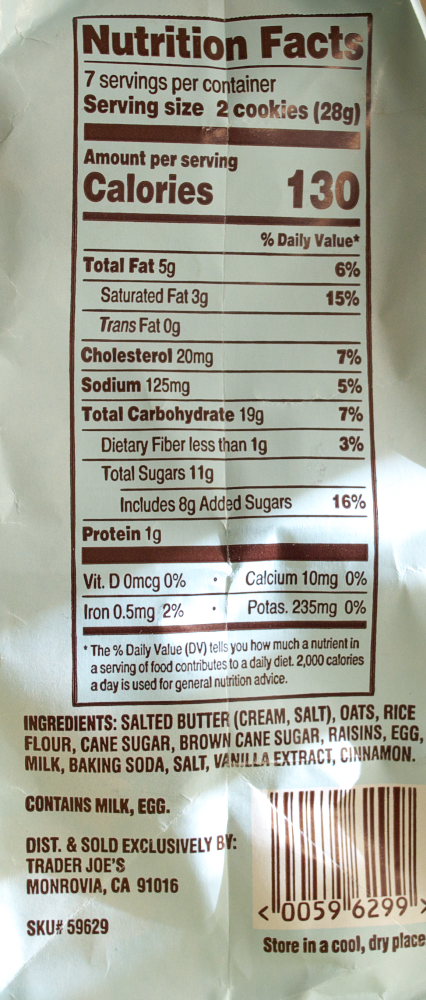 Nutrition Facts
7 servings per container
Serving size 2 cookies (28g)
Amount per serving
Calories 130
% Daily Value*
Total Fat 5g 6%
Saturated Fat 3g 15%
Trans Fat 0g
Cholesterol 20mg 7%
Sodium 125mg 5%
Total Carbohydrate 19g 7%
Dietary Fiber less than 1g 3%
Total Sugars 11g
Includes 8g Added Sugars 16%
Protein 1g
Vit. D 0mcg 0% • Calcium 10mg 0%
Iron 0.5mg 2% • Potas. 235mg 0%
* The % Daily Value (DV) tells you how much a nutrient in
a serving of food contributes to a daily diet. 2,000 calories
a day is used for general nutrition advice.
INGREDIENTS: SALTED BUTTER (CREAM, SALT), OATS, RICE
FLOUR, CANE SUGAR, BROWN CANE SUGAR, RAISINS, EGG,
MILK, BAKING SODA, SALT, VANILLA EXTRACT, CINNAMON.
CONTAINS MILK, EGG.
DIST. & SOLD EXCLUSIVELY BY:
TRADER JOE'S
MONROVIA, CA 91016
SKU# 59629
<0059 6299>
Store in a cool, dry place